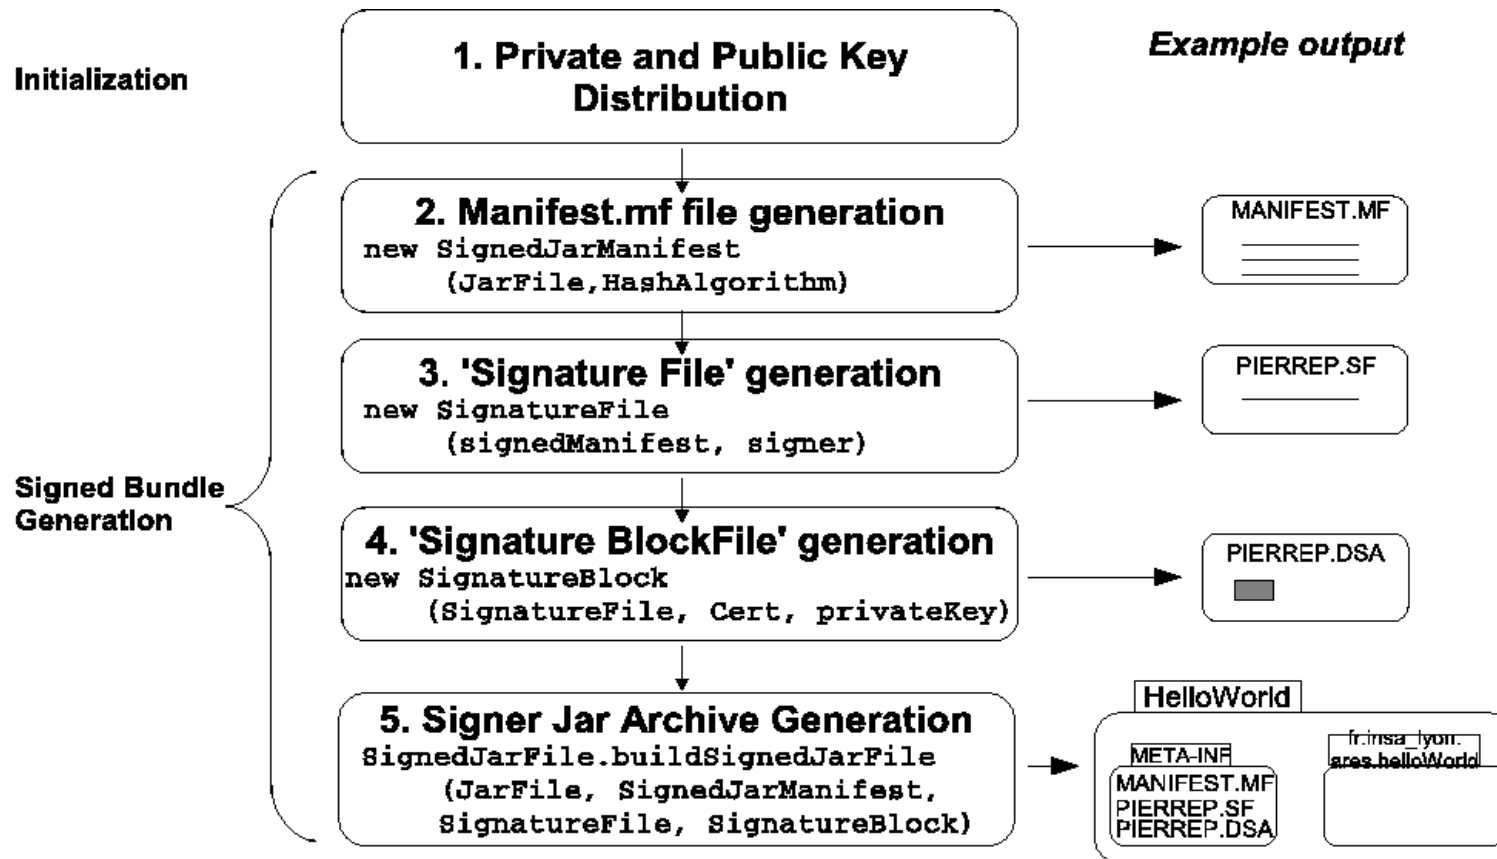 Initialization
1. Private and Public Key
Distribution
Example output
2. Manifest.mf file generation
new SignedJarManifest
(JarFile,HashAlgorithm)
MANIFEST.MF
3. 'Signature File' generation
new SignatureFile
(signedManifest, signer)
PIERREP.SF
Signed Bundle
Generation
4. 'Signature BlockFile' generation
new SignatureBlock
(SignatureFile, Cert, privateKey)
PIERREP.DSA
5. Signer Jar Archive Generation
SignedJarFile.buildSignedJarFile
(JarFile, SignedJarManifest,
SignatureFile, SignatureBlock)
HelloWorld
META-INF
MANIFEST.MF
PIERREP.SF
PIERREP.DSA
fr.insa_lyon.
ares.helloWorld